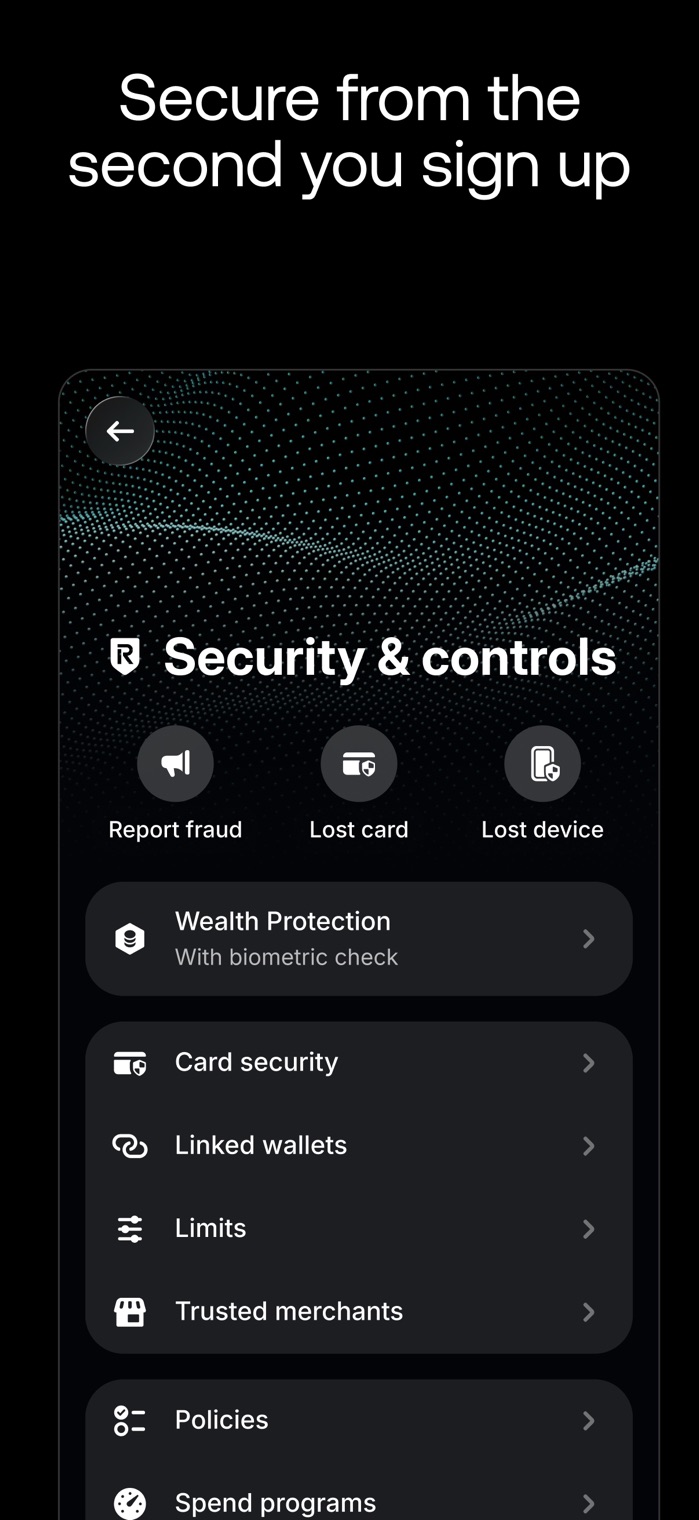 Secure from the
second you sign up
Security & controls
Report fraud
Lost card
Lost device
Wealth Protection
With biometric check
Card security
Linked wallets
Limits
Trusted merchants
Policies
Spend programs